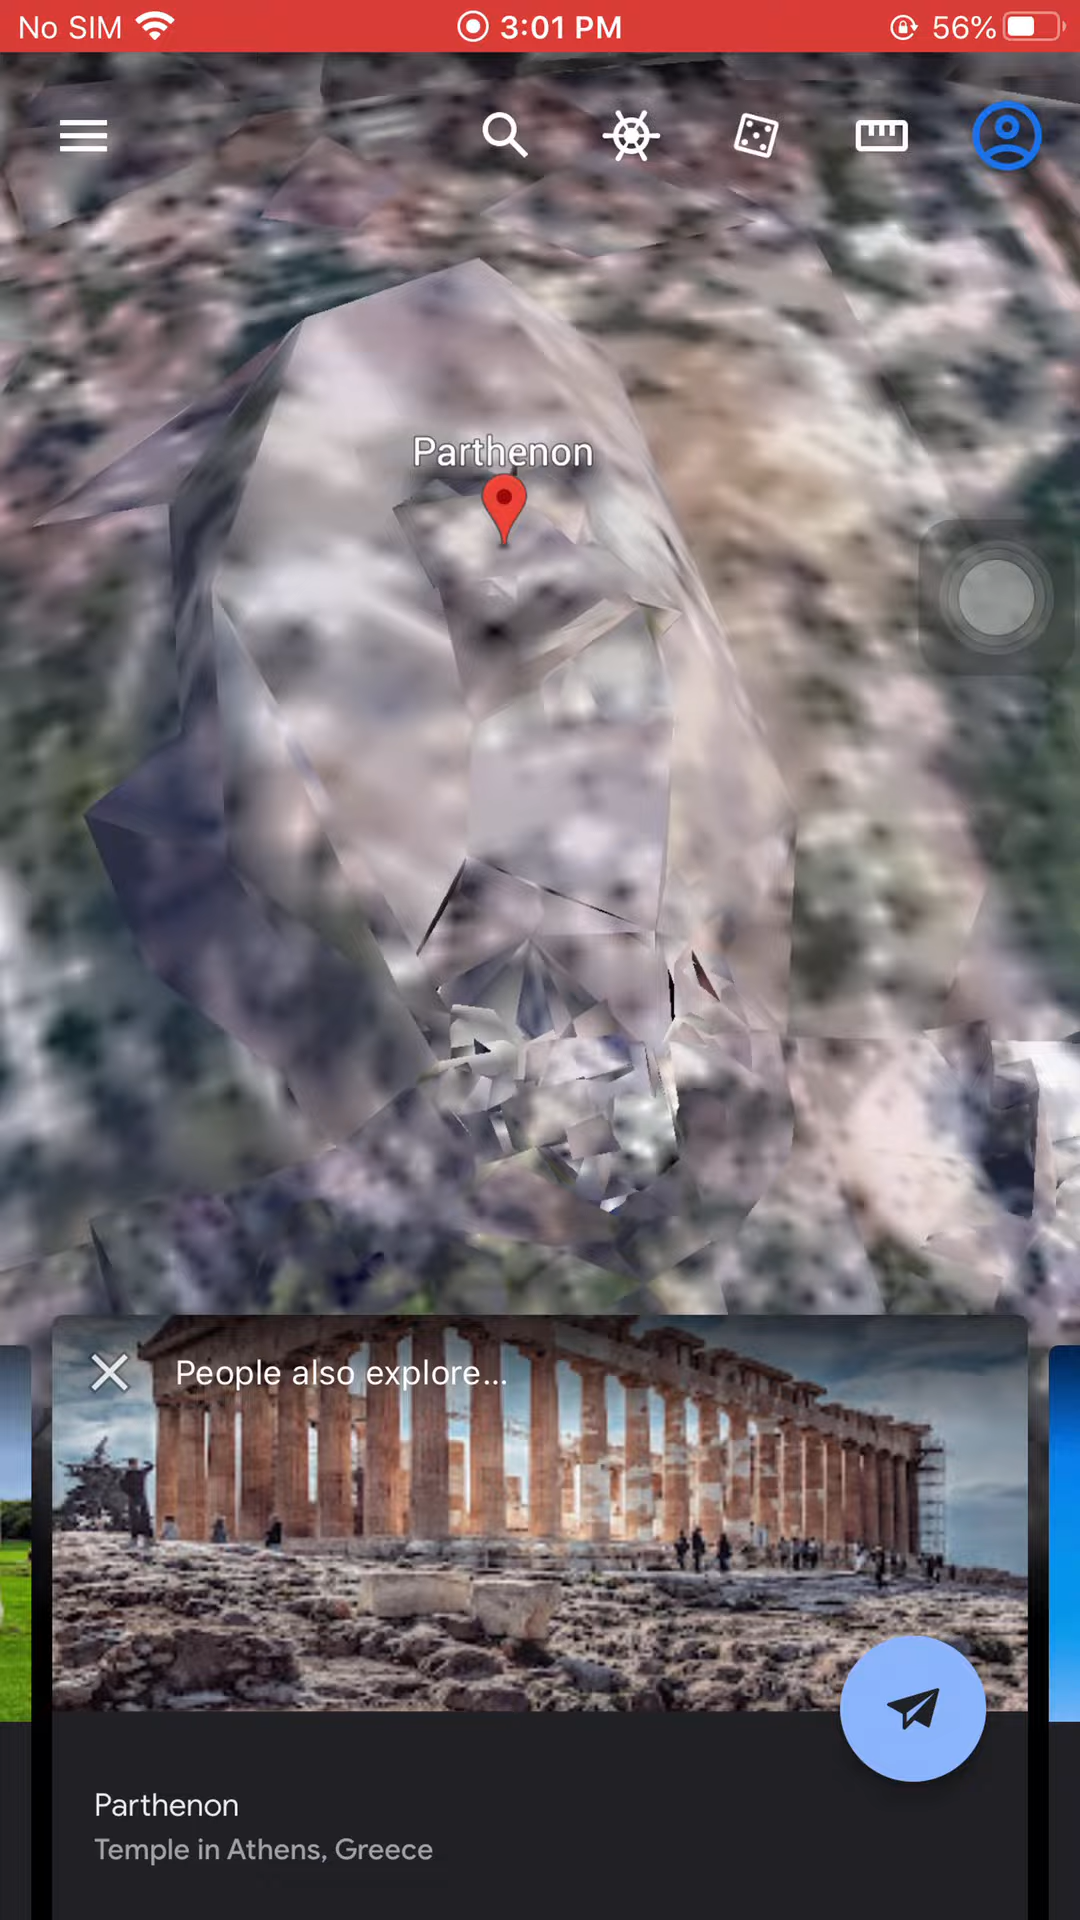 No SIM 3:01 PM 56%
Parthenon
People also explore...
Parthenon
Temple in Athens, Greece